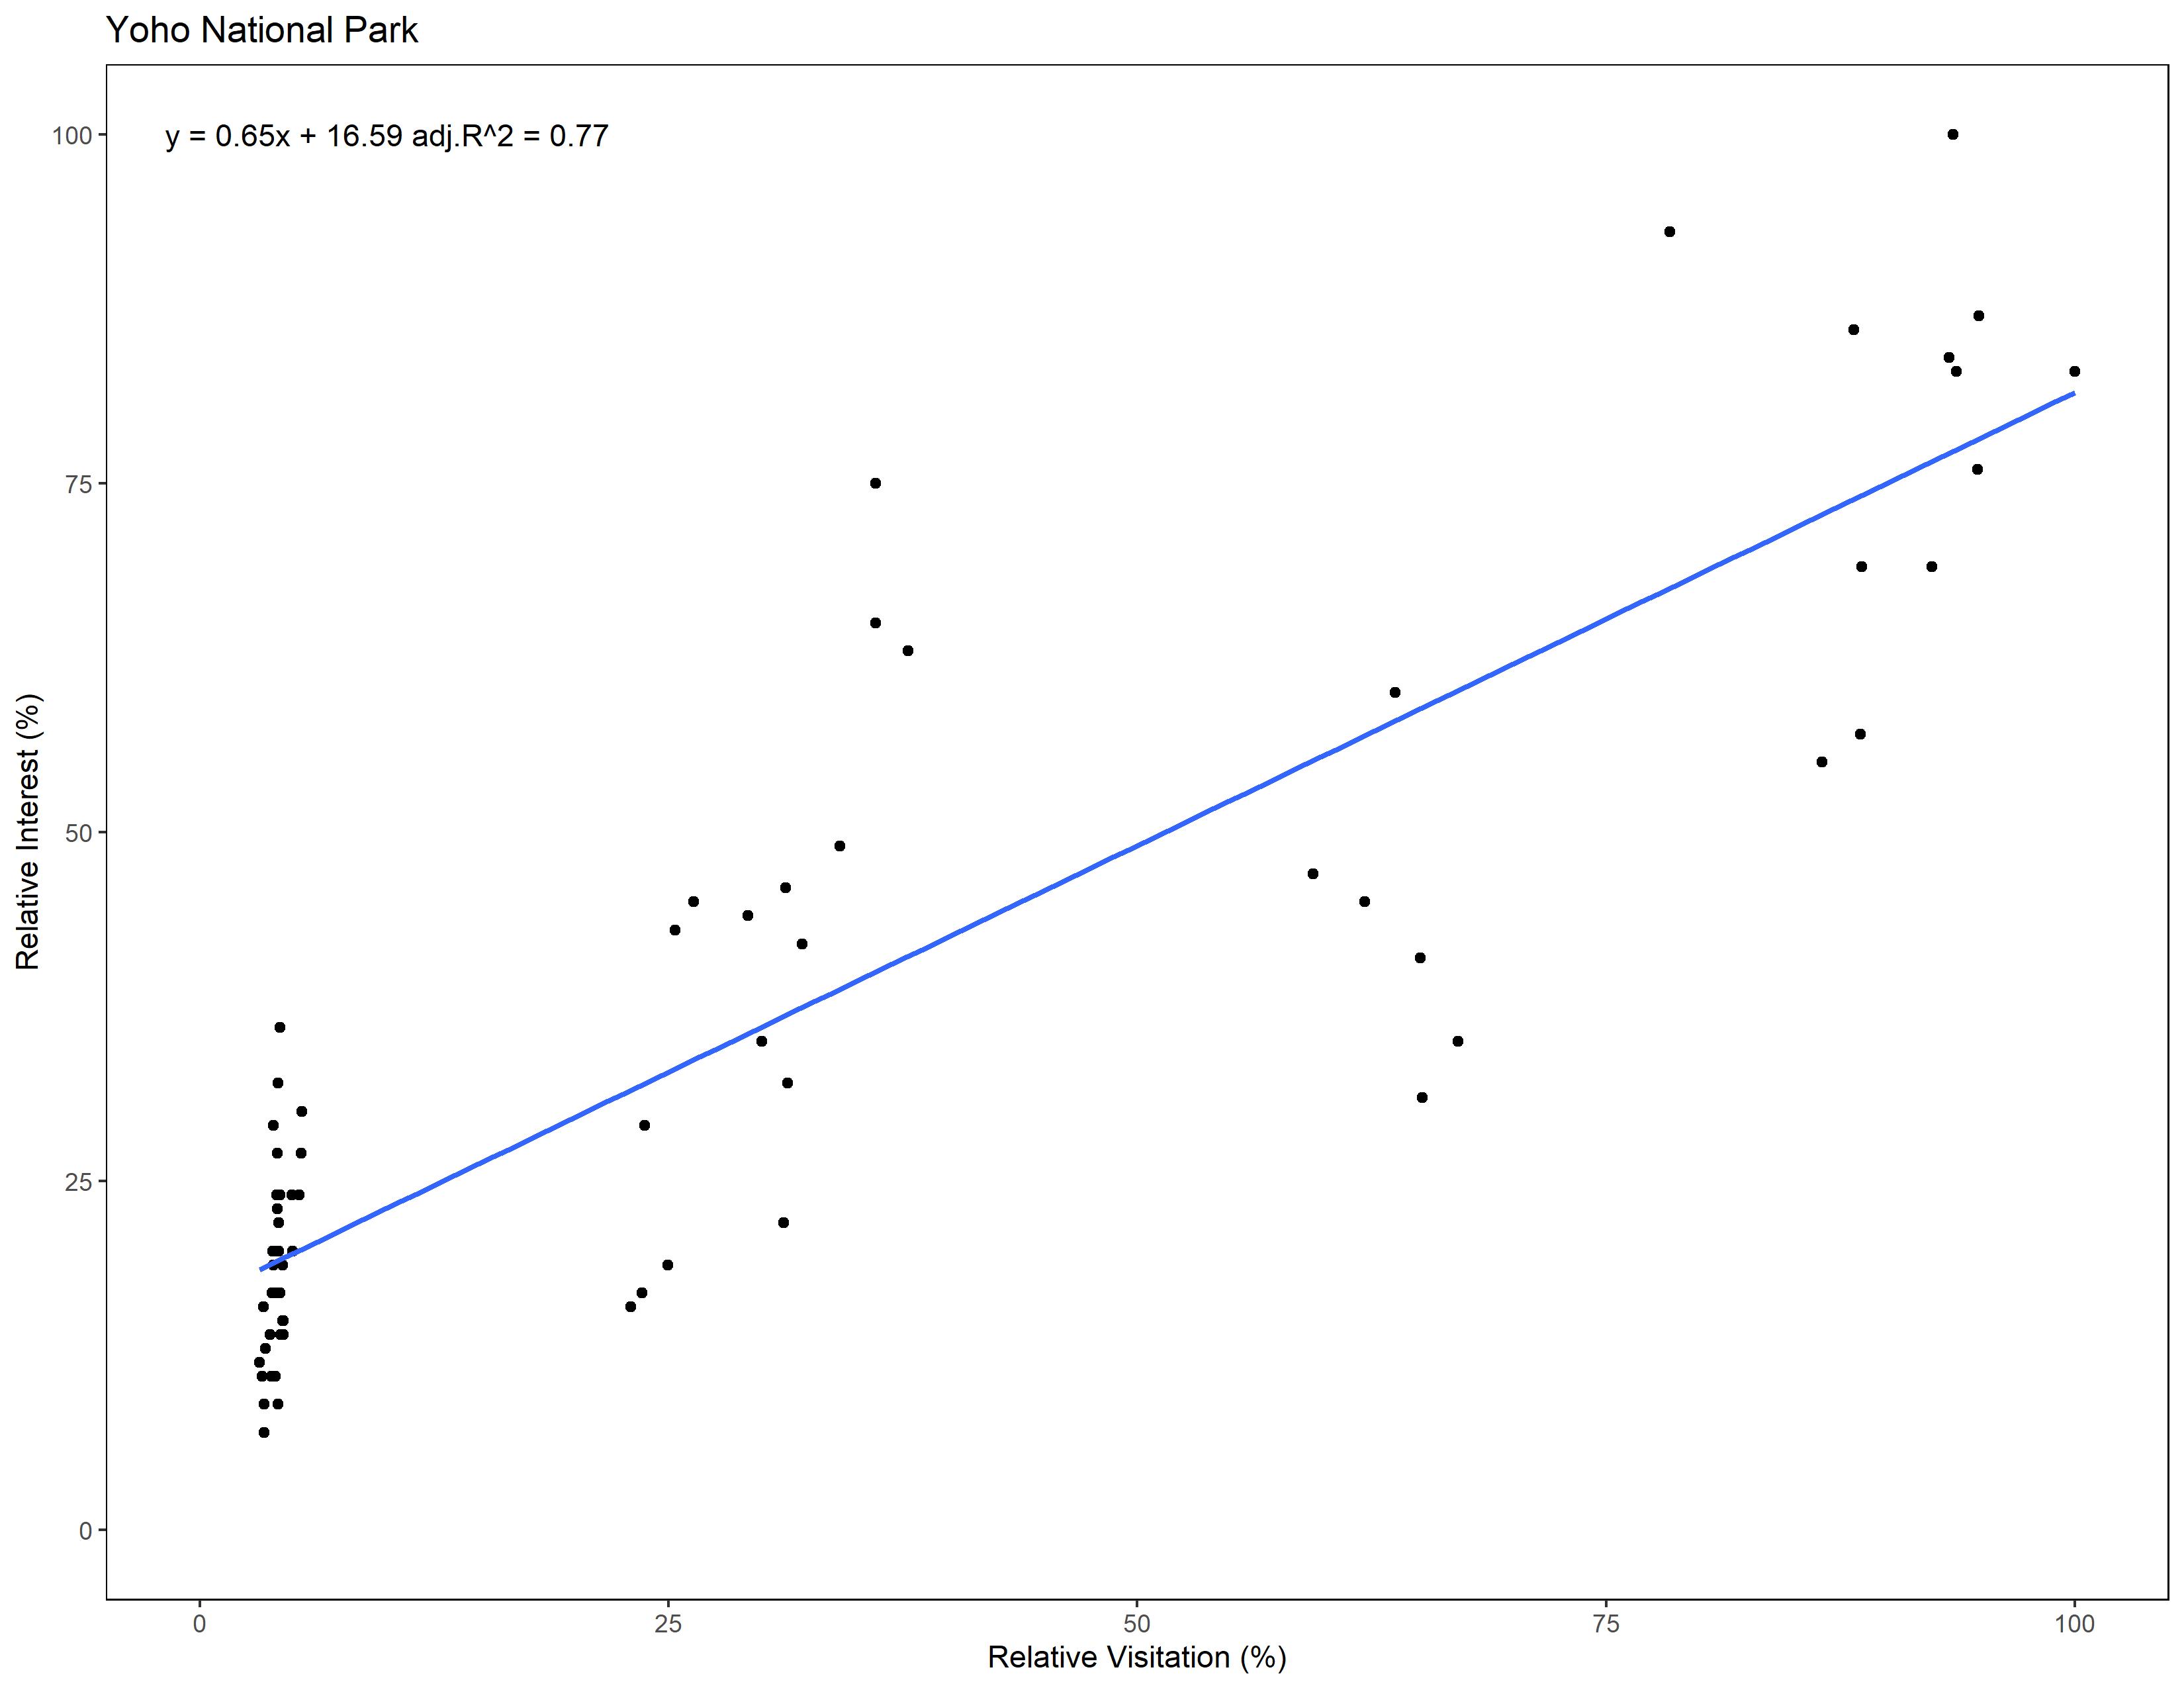 Yoho National Park
y = 0.65x + 16.59 adj.R^2 = 0.77
Relative Interest (%)
100
75
50
25
0
0 25 50 75 100
Relative Visitation (%)